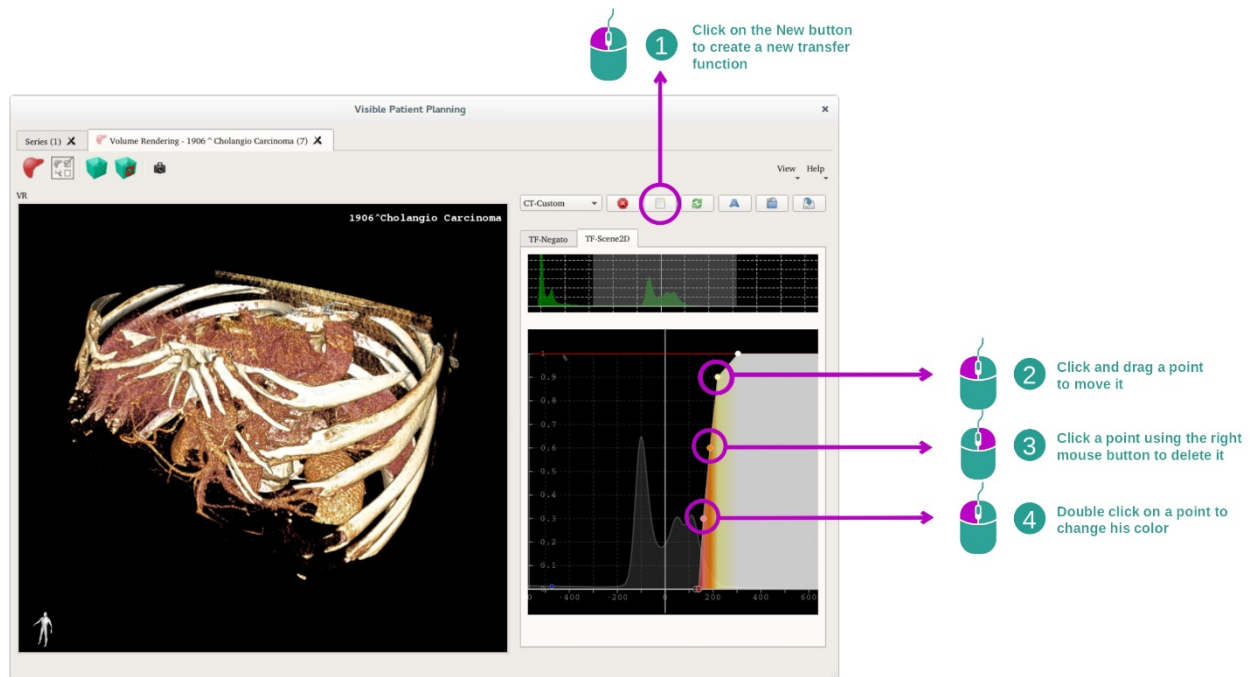 1
Click on the New button
to create a new transfer
function
Visible Patient Planning
Series (1)
Volume Rendering - 1906 ^ Cholangio Carcinoma (7)
View Help
VR
1906^Cholangio Carcinoma
CT-Custom
TF-Negato TF-Scene2D
1
0.9
0.8
0.7
0.6
0.5
0.4
0.3
0.2
0.1
0
-400 -200 0 200 400 600
2
Click and drag a point
to move it
3
Click a point using the right
mouse button to delete it
4
Double click on a point to
change his color